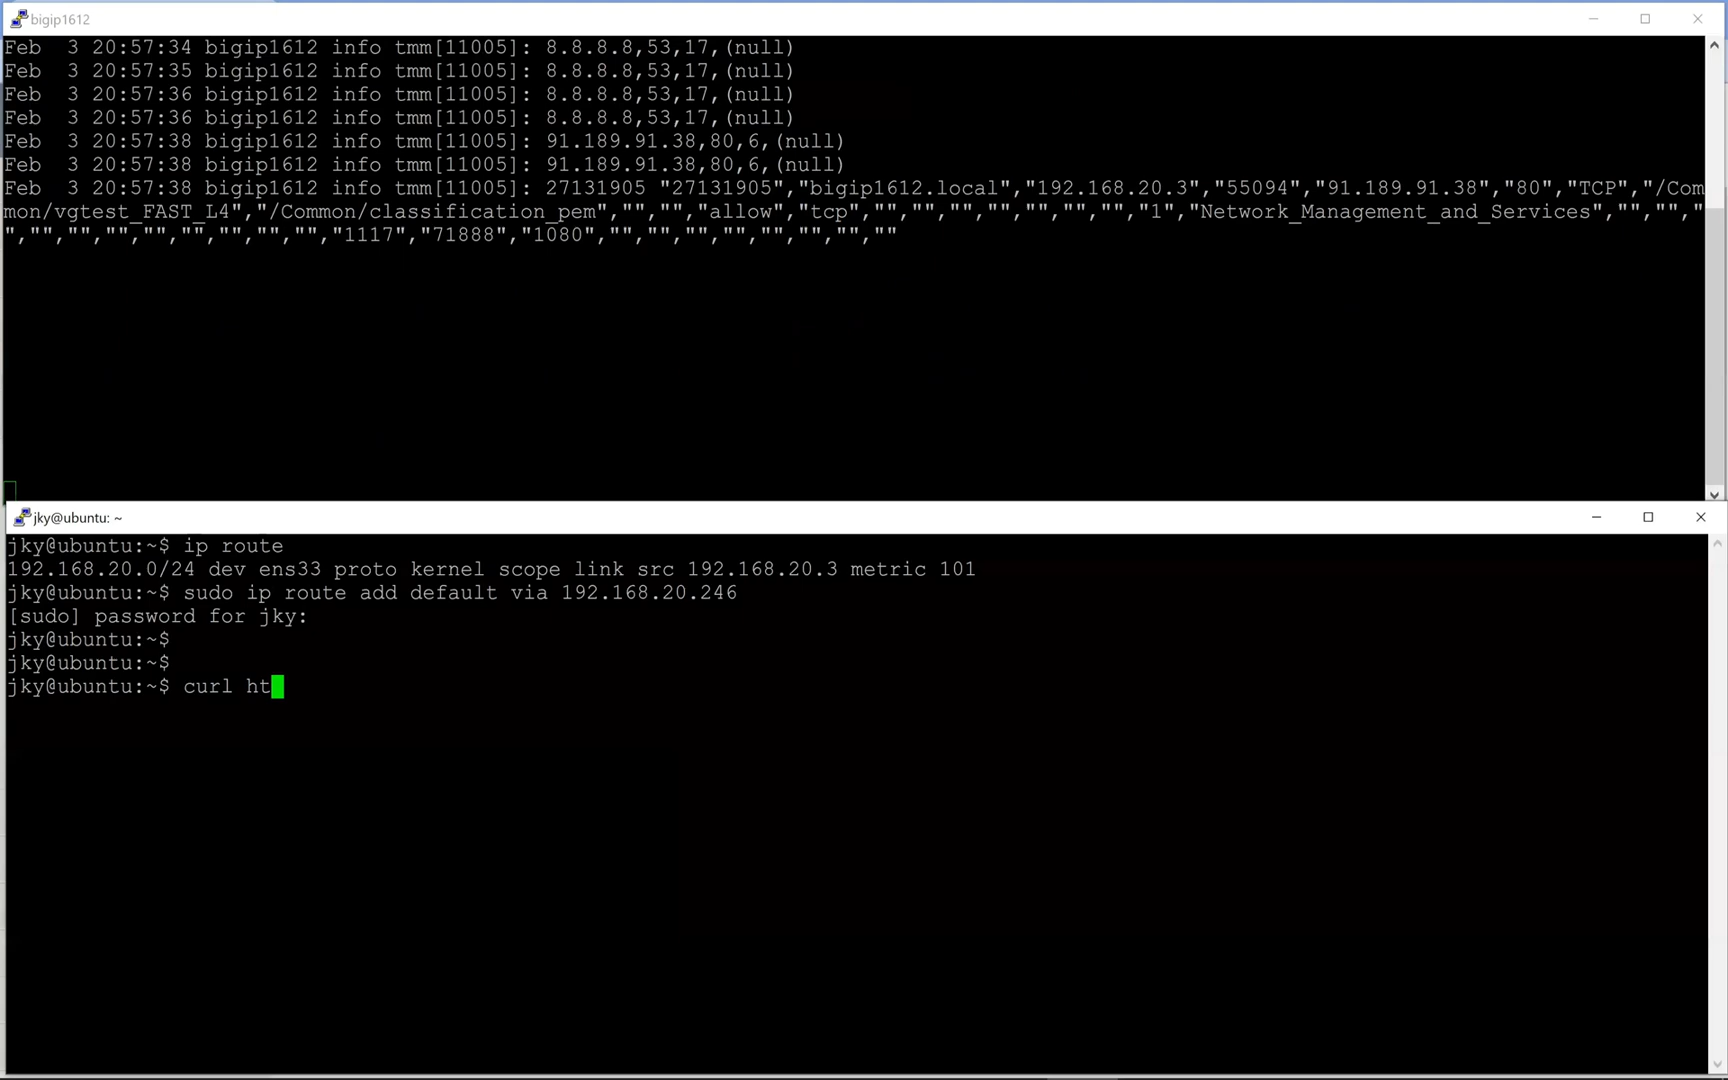 bigip1612
Feb  3 20:57:34 bigip1612 info tmm[11005]: 8.8.8.8,53,17,(null)
Feb  3 20:57:35 bigip1612 info tmm[11005]: 8.8.8.8,53,17,(null)
Feb  3 20:57:36 bigip1612 info tmm[11005]: 8.8.8.8,53,17,(null)
Feb  3 20:57:36 bigip1612 info tmm[11005]: 8.8.8.8,53,17,(null)
Feb  3 20:57:38 bigip1612 info tmm[11005]: 91.189.91.38,80,6,(null)
Feb  3 20:57:38 bigip1612 info tmm[11005]: 91.189.91.38,80,6,(null)
Feb  3 20:57:38 bigip1612 info tmm[11005]: 27131905 "27131905","bigip1612.local","192.168.20.3","55094","91.189.91.38","80","TCP","/Com
mon/vgtest_FAST_L4","/Common/classification_pem","","","allow","tcp","","","","","","","","1","Network_Management_and_Services","","","
","","","","","","","","","1117","71888","1080","","","","","","","",""
jky@ubuntu: ~
jky@ubuntu:~$ ip route
192.168.20.0/24 dev ens33 proto kernel scope link src 192.168.20.3 metric 101
jky@ubuntu:~$ sudo ip route add default via 192.168.20.246
[sudo] password for jky:
jky@ubuntu:~$
jky@ubuntu:~$
jky@ubuntu:~$ curl ht